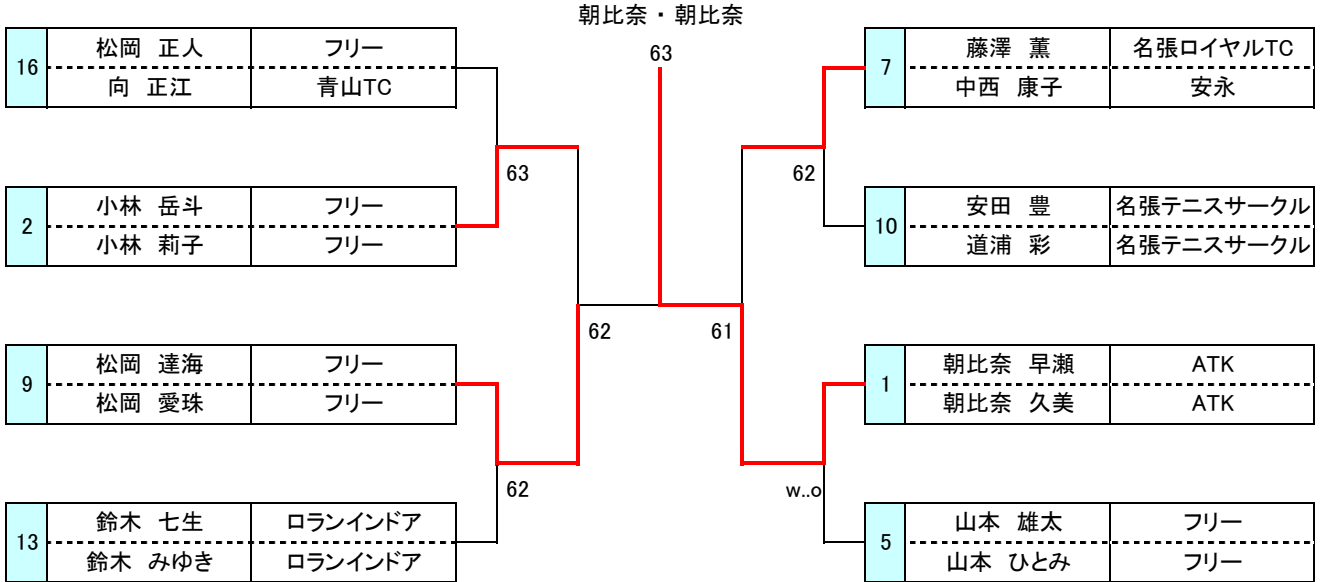 朝比奈・朝比奈
63
16 松岡 正人 フリー
向 正江 青山TC
63
2 小林 岳斗 フリー
小林 莉子 フリー
62
9 松岡 達海 フリー
松岡 愛珠 フリー
62
13 鈴木 七生 ロランインドア
鈴木 みゆき ロランインドア
7 藤澤 薫 名張ロイヤルTC
中西 康子 安永
62
10 安田 豊 名張テニスサークル
道浦 彩 名張テニスサークル
61
1 朝比奈 早瀬 ATK
朝比奈 久美 ATK
w..o
5 山本 雄太 フリー
山本 ひとみ フリー